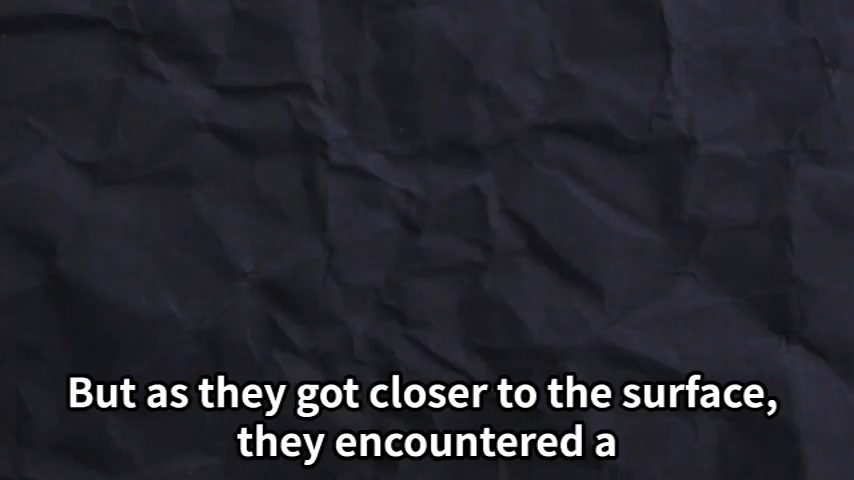 But as they got closer to the surface,
they encountered a